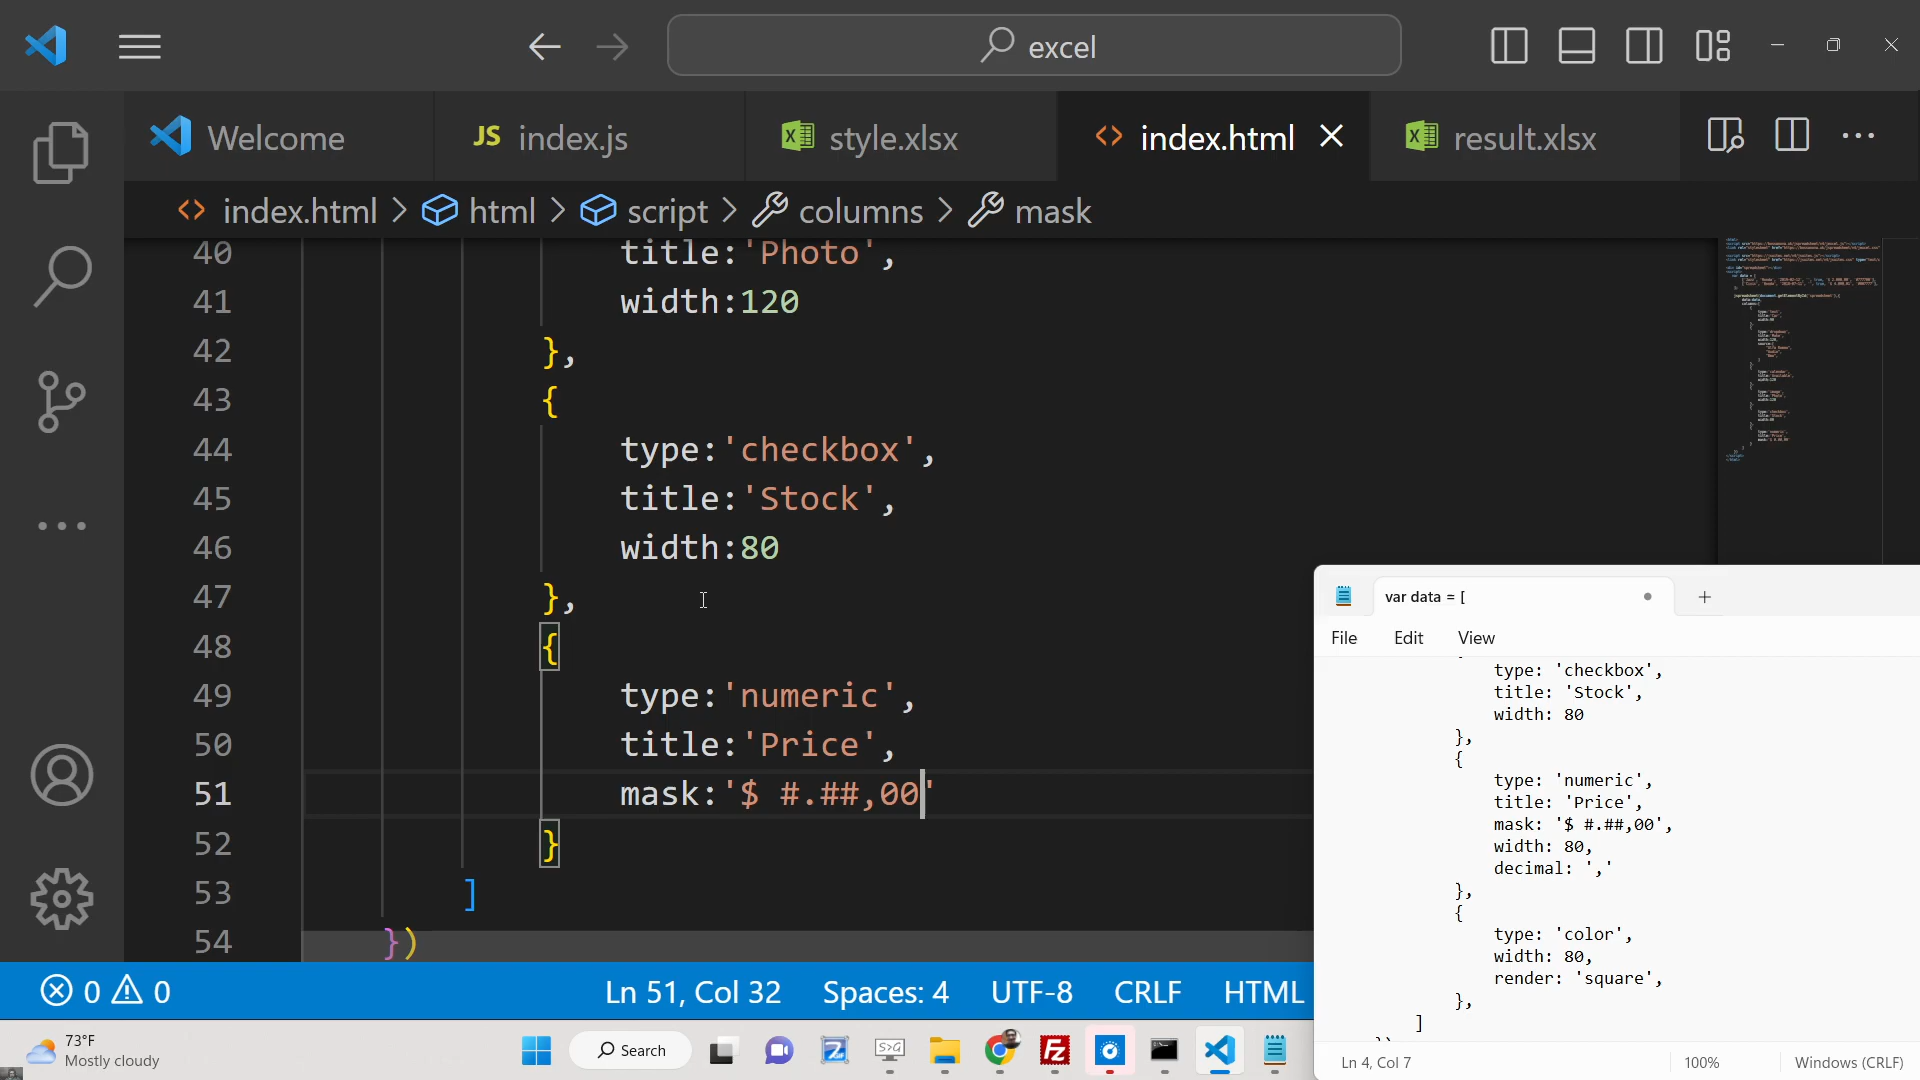 excel
Welcome
JS index.js
style.xlsx
index.html
result.xlsx
index.html > html > script > columns > mask
40 title:'Photo',
41 width:120
42 },
43 {
44 type:'checkbox',
45 title:'Stock',
46 width:80
47 },
48 {
49 type:'numeric',
50 title:'Price',
51 mask:'$ #.##,00'
52 }
53 ]
54 })
var data = [
File Edit View
type: 'checkbox',
title: 'Stock',
width: 80
},
{
type: 'numeric',
title: 'Price',
mask: '$ #.##,00',
width: 80,
decimal: ','
},
{
type: 'color',
width: 80,
render: 'square',
},
]
Ln 4, Col 7 100% Windows (CRLF)
0 0 Ln 51, Col 32 Spaces: 4 UTF-8 CRLF HTML
73°F
Mostly cloudy
Search